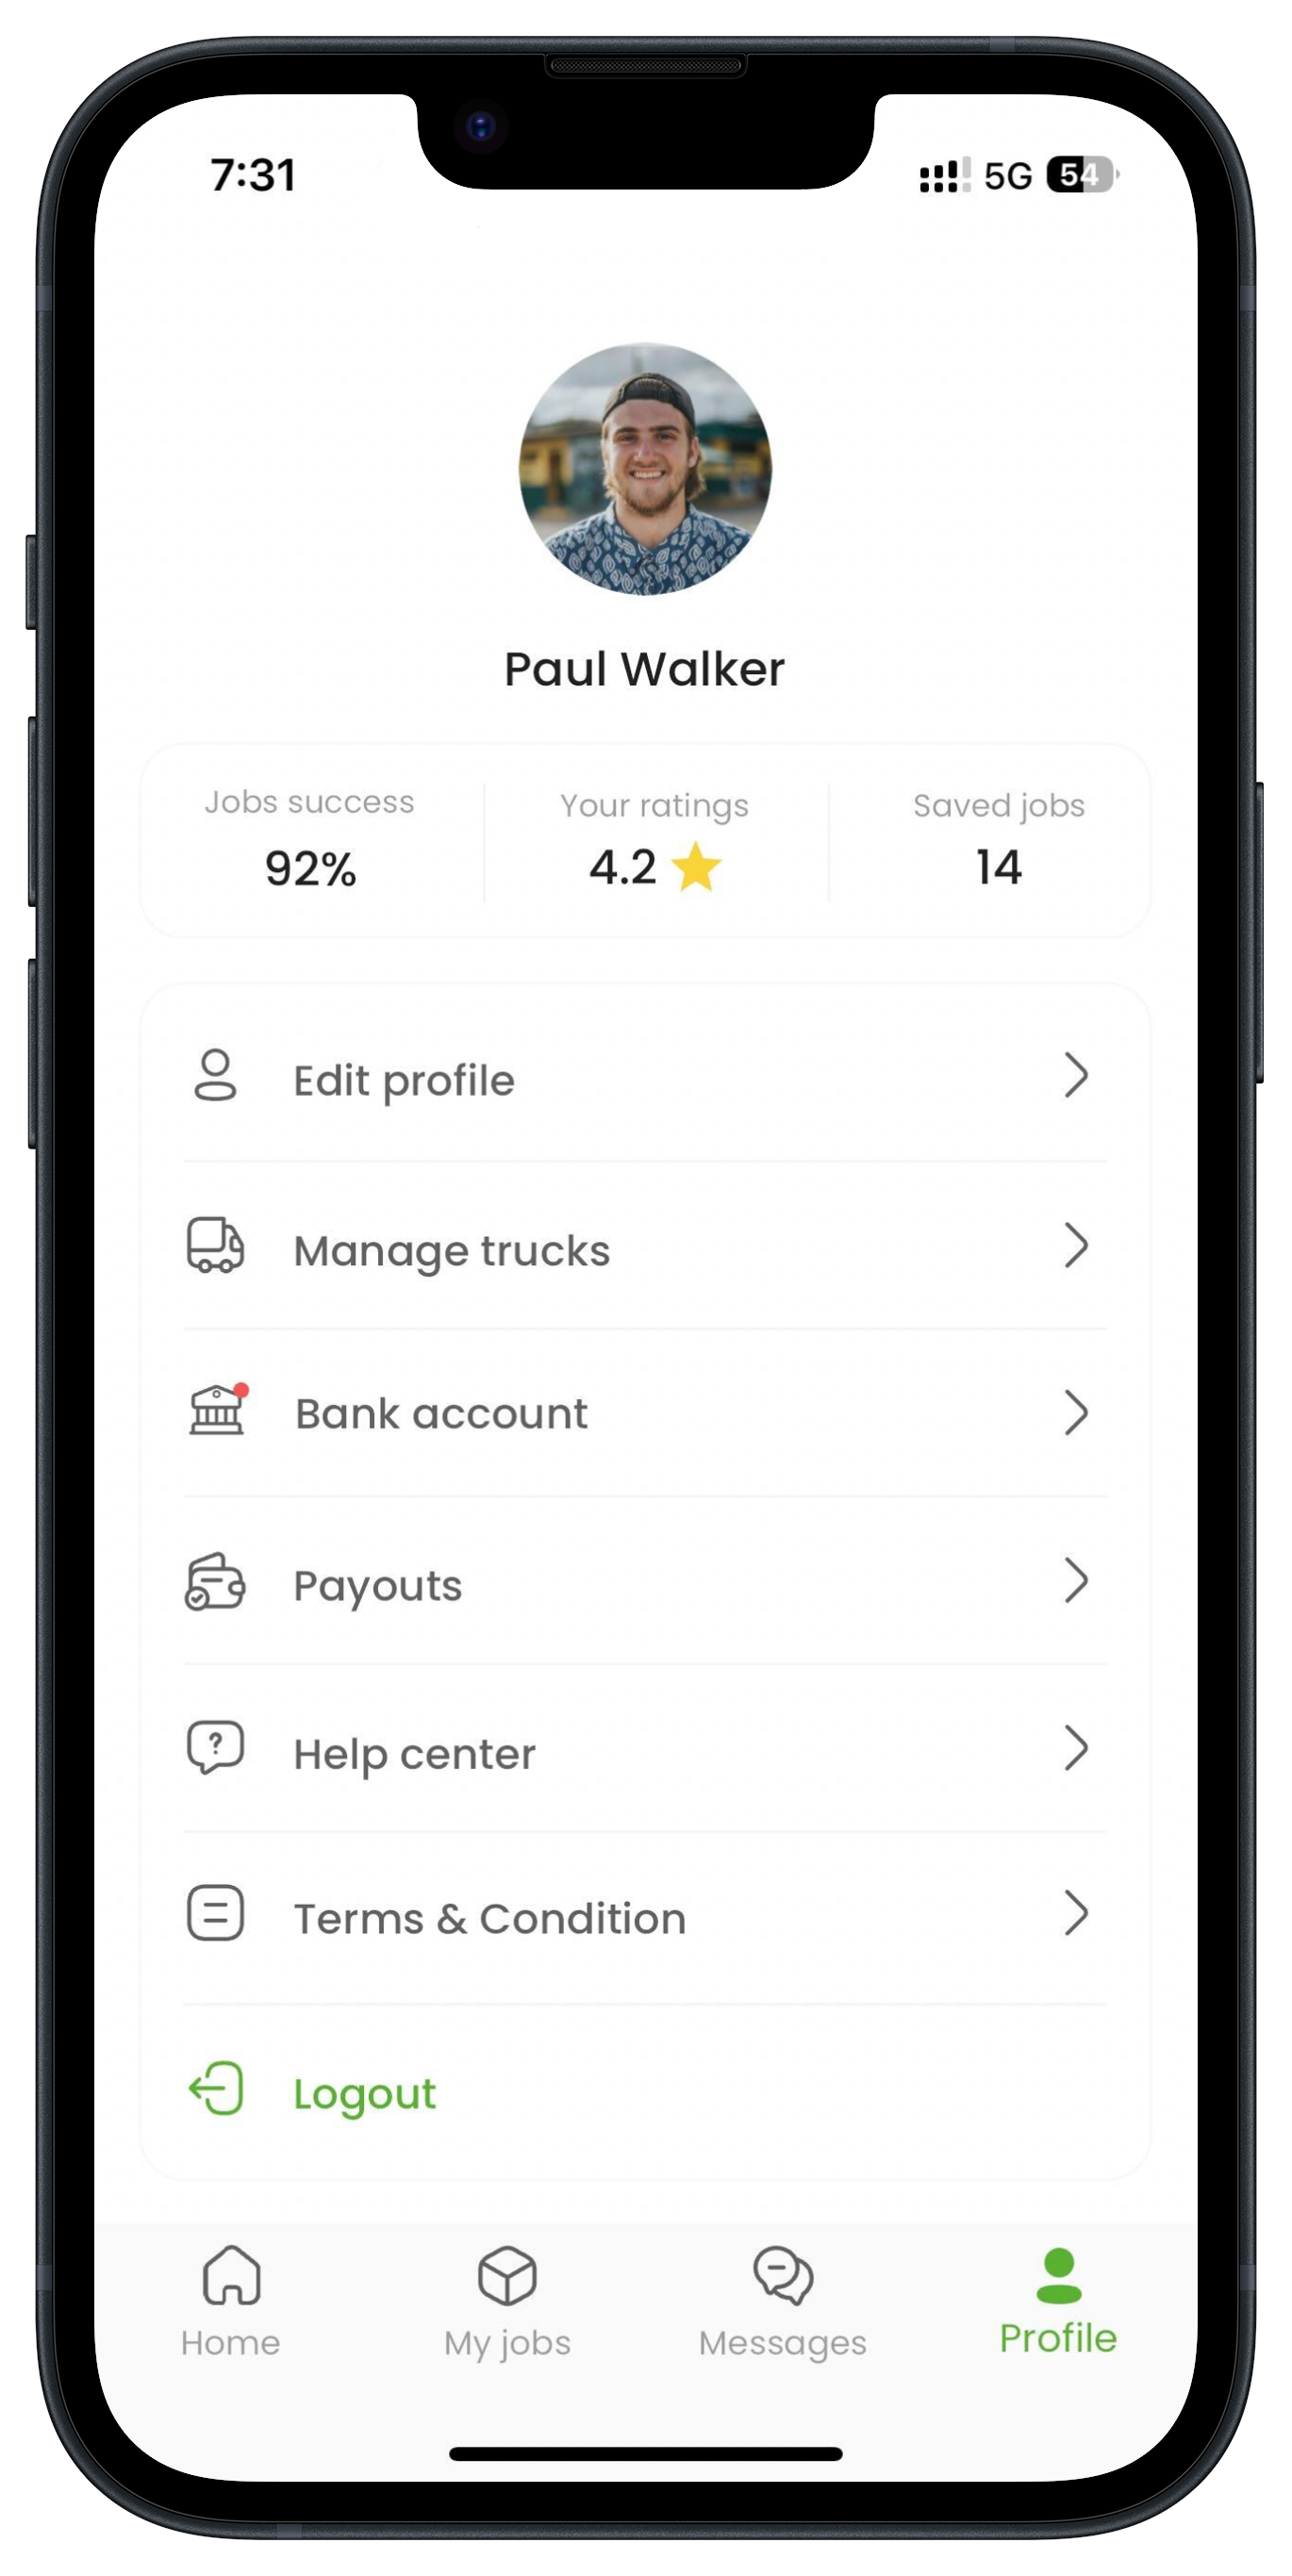 7:31 5G 54
Paul Walker
Jobs success Your ratings Saved jobs
92% 4.2 14
Edit profile
Manage trucks
Bank account
Payouts
? Help center
Terms & Condition
Logout
Home My jobs Messages Profile